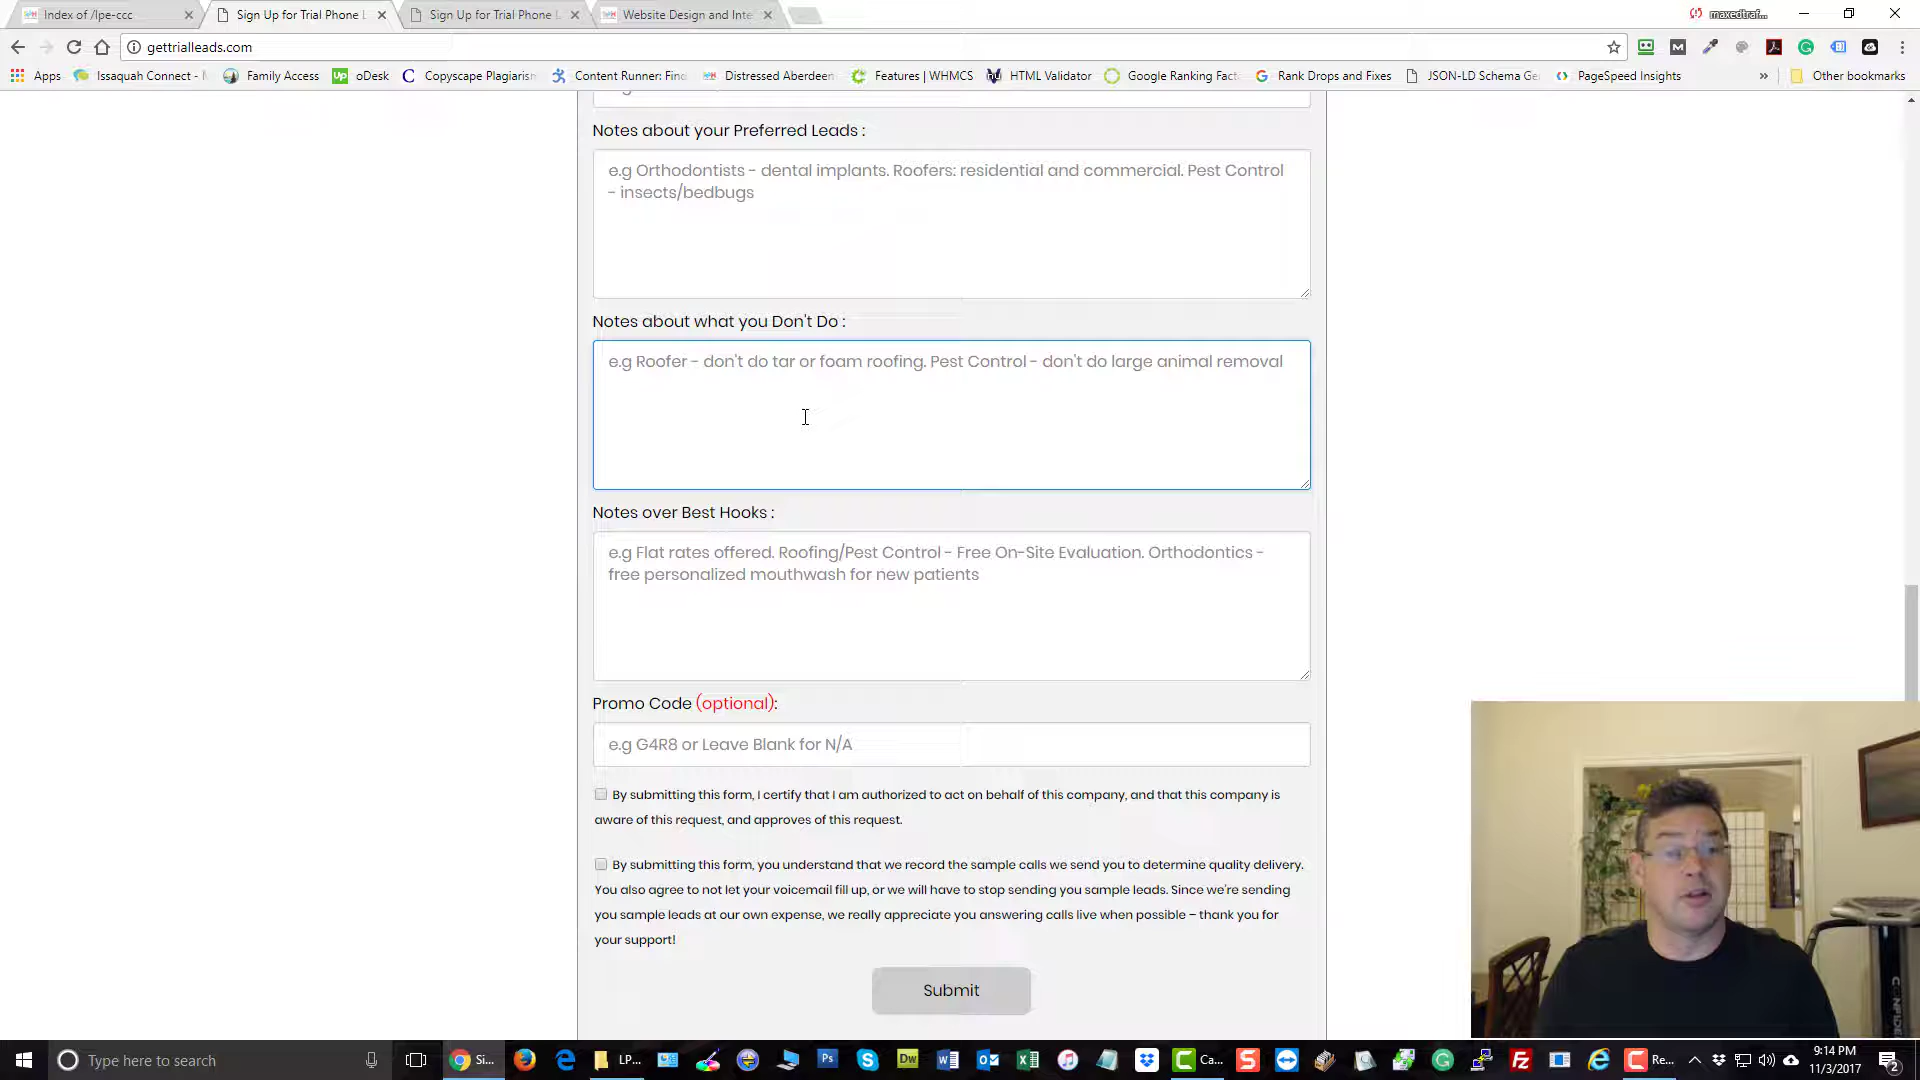 Index of /lpe-ccc
Sign Up for Trial Phone L
Sign Up for Trial Phone L
Website Design and Inte
maxedtraf...
gettrialleads.com
Apps
Issaquah Connect -
Family Access
oDesk
Copyscape Plagiaris
Content Runner: Fin
Distressed Aberdeen
Features | WHMCS
HTML Validator
Google Ranking Fact
Rank Drops and Fixes
JSON-LD Schema Ge
PageSpeed Insights
Other bookmarks
Notes about your Preferred Leads :
e.g Orthodontists - dental implants. Roofers: residential and commercial. Pest Control
- insects/bedbugs
Notes about what you Don't Do :
e.g Roofer - don't do tar or foam roofing. Pest Control - don't do large animal removal
Notes over Best Hooks :
e.g Flat rates offered. Roofing/Pest Control - Free On-Site Evaluation. Orthodontics -
free personalized mouthwash for new patients
Promo Code (optional):
e.g G4R8 or Leave Blank for N/A
By submitting this form, I certify that I am authorized to act on behalf of this company, and that this company is
aware of this request, and approves of this request.
By submitting this form, you understand that we record the sample calls we send you to determine quality delivery.
You also agree to not let your voicemail fill up, or we will have to stop sending you sample leads. Since we're sending
you sample leads at our own expense, we really appreciate you answering calls live when possible – thank you for
your support!
Submit
Type here to search
Si...
LP...
Ca...
Re...
9:14 PM
11/3/2017
2